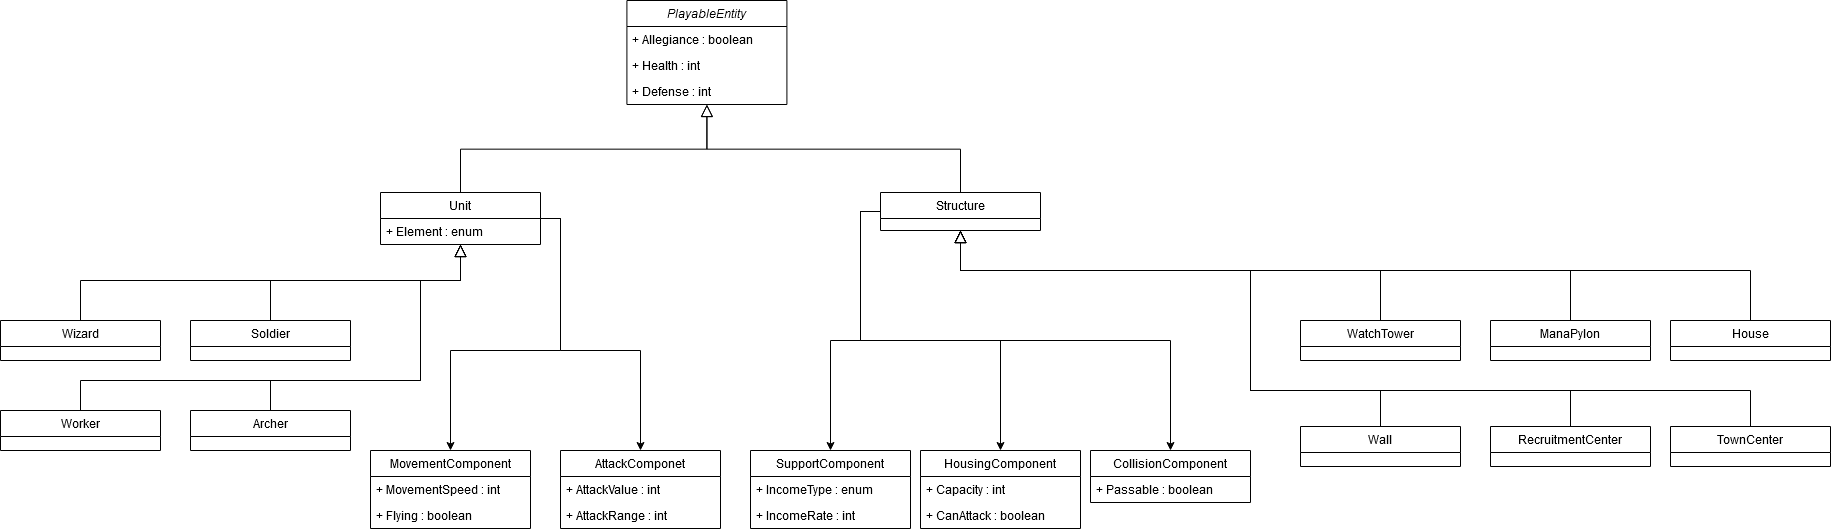 PlayableEntity
+ Allegiance : boolean
+ Health : int
+ Defense : int
Unit
+ Element : enum
Structure
Wizard
Soldier
WatchTower
ManaPylon
House
Worker
Archer
Wall
RecruitmentCenter
TownCenter
MovementComponent
+ MovementSpeed : int
+ Flying : boolean
AttackComponet
+ AttackValue : int
+ AttackRange : int
SupportComponent
+ IncomeType : enum
+ IncomeRate : int
HousingComponent
+ Capacity : int
+ CanAttack : boolean
CollisionComponent
+ Passable : boolean